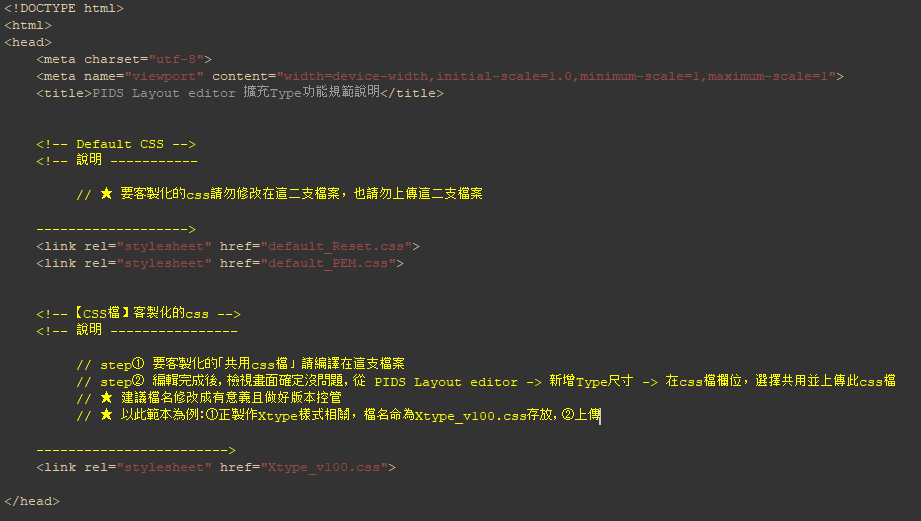 <!DOCTYPE html>
<html>
<head>
<meta charset="utf-8">
<meta name="viewport" content="width=device-width,initial-scale=1.0,minimum-scale=1,maximum-scale=1">
<title>PIDS Layout editor 擴充Type功能規範說明</title>
<!-- Default CSS -->
<!-- 說明 -----------
// ★ 要客製化的css請勿修改在這二支檔案，也請勿上傳這二支檔案
------------------->
<link rel="stylesheet" href="default_Reset.css">
<link rel="stylesheet" href="default_PEM.css">
<!--【CSS檔】客製化的css -->
<!-- 說明 ----------------
// step① 要客製化的「共用css檔」請編譯在這支檔案
// step② 編輯完成後，檢視畫面確定沒問題，從 PIDS Layout editor -> 新增Type尺寸 -> 在css檔欄位，選擇共用並上傳此css檔
// ★ 建議檔名修改成有意義且做好版本控管
// ★ 以此範本為例:①正製作Xtype樣式相關，檔名命為Xtype_v100.css存放，②上傳
------------------------>
<link rel="stylesheet" href="Xtype_v100.css">
</head>